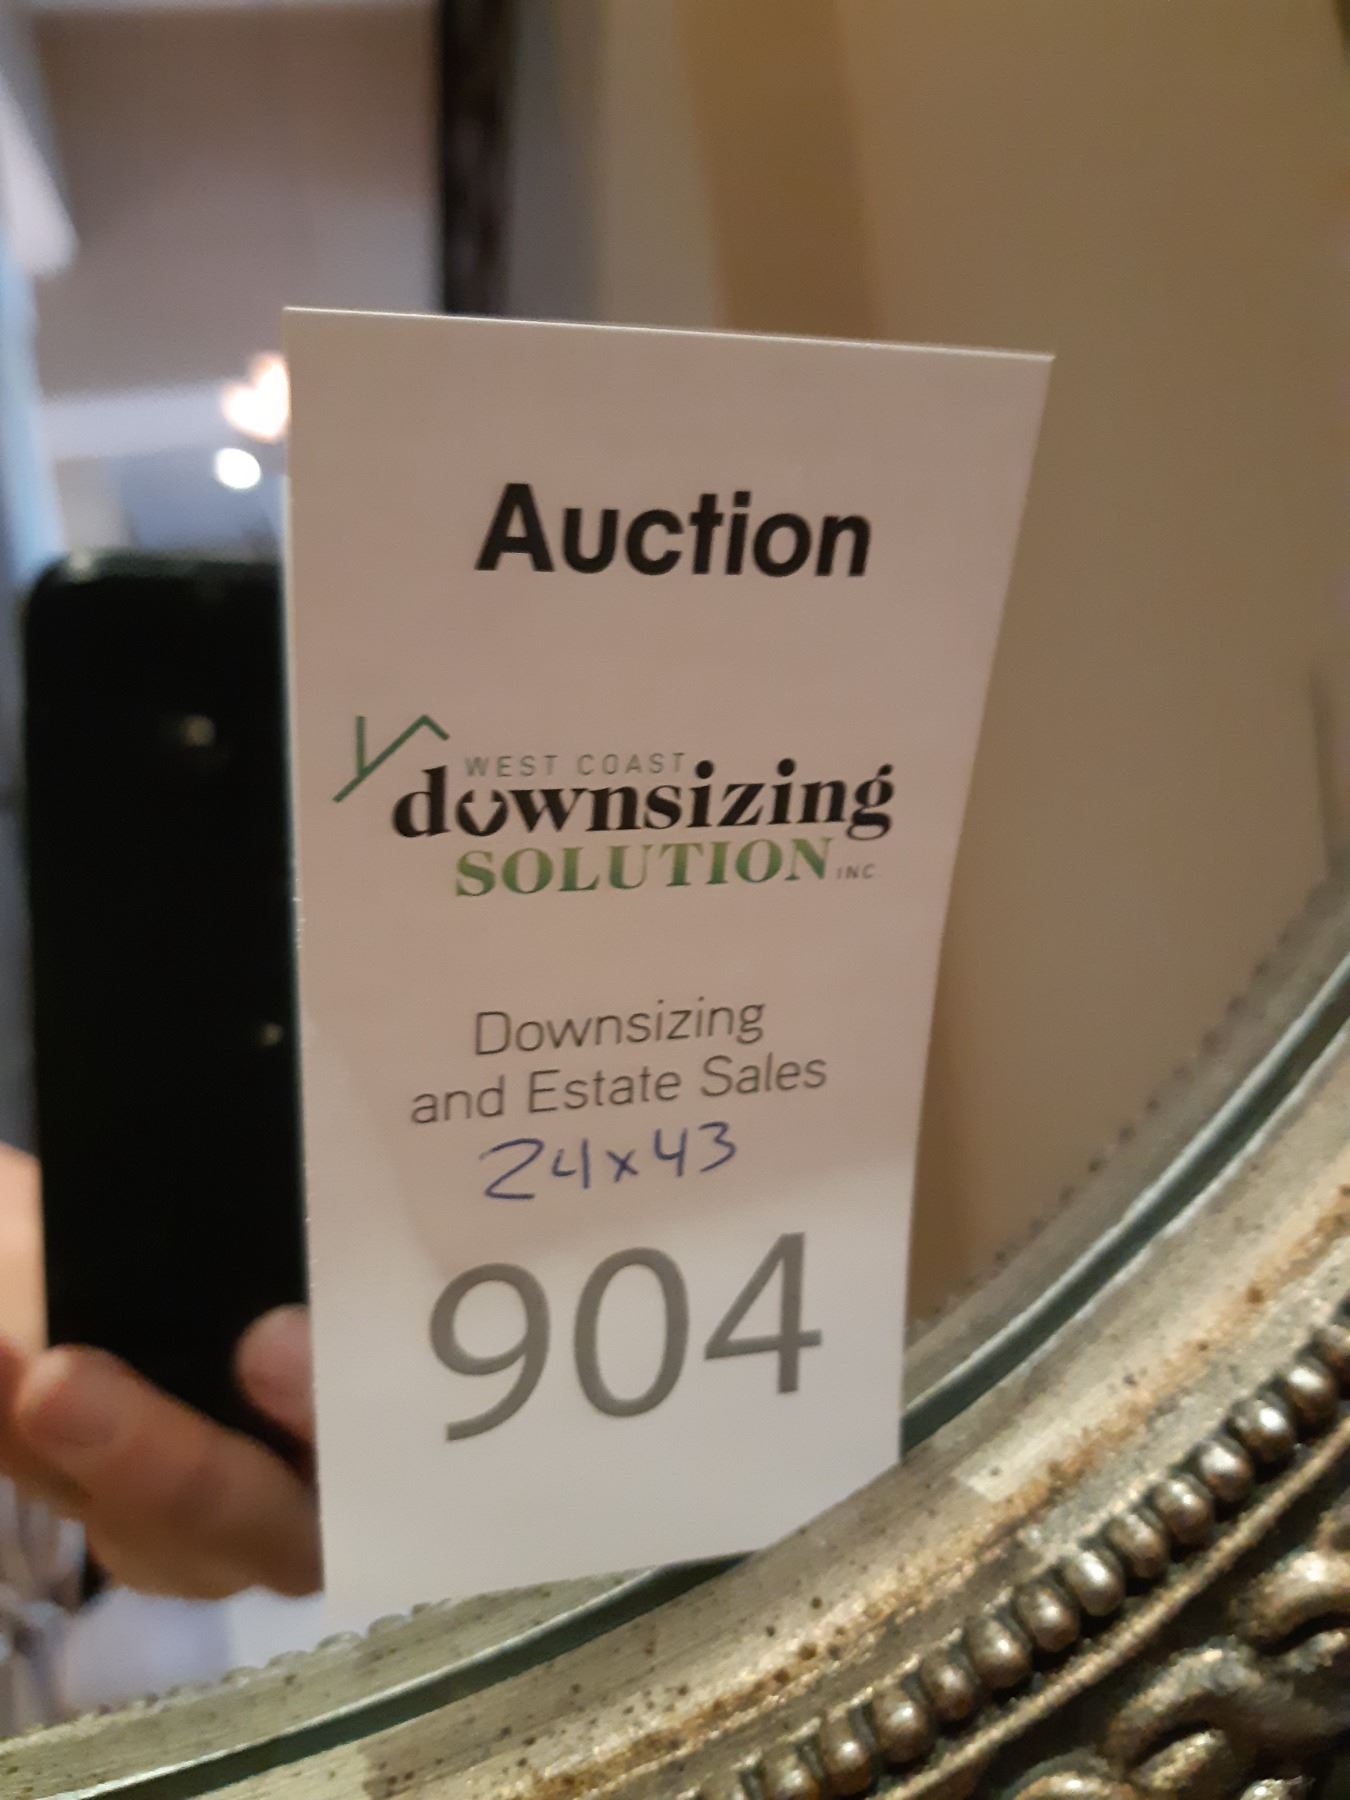 Auction
WEST COAST
downsizing
SOLUTION INC.
Downsizing
and Estate Sales
24x43
904